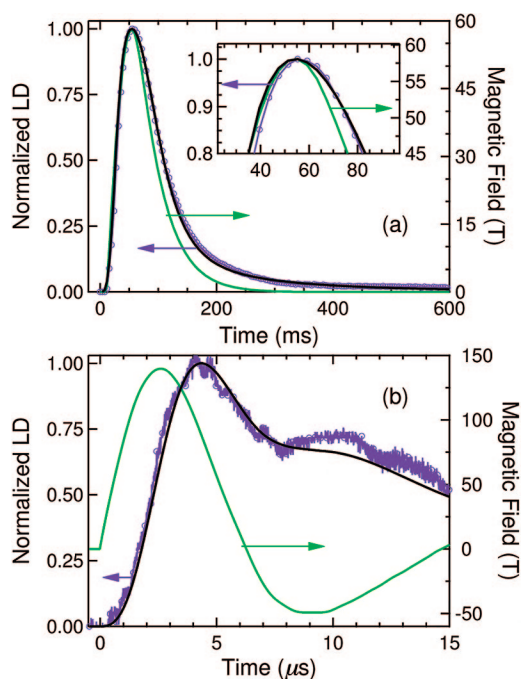 1.00
0.75
0.50
0.25
0.00
Normalized LD
60
45
30
15
0
Magnetic Field (T)
1.0
0.9
0.8
60
55
50
45
40 60 80
(a)
0 200 400 600
Time (ms)
1.00
0.75
0.50
0.25
0.00
Normalized LD
150
100
50
0
-50
Magnetic Field (T)
(b)
0 5 10 15
Time (μs)